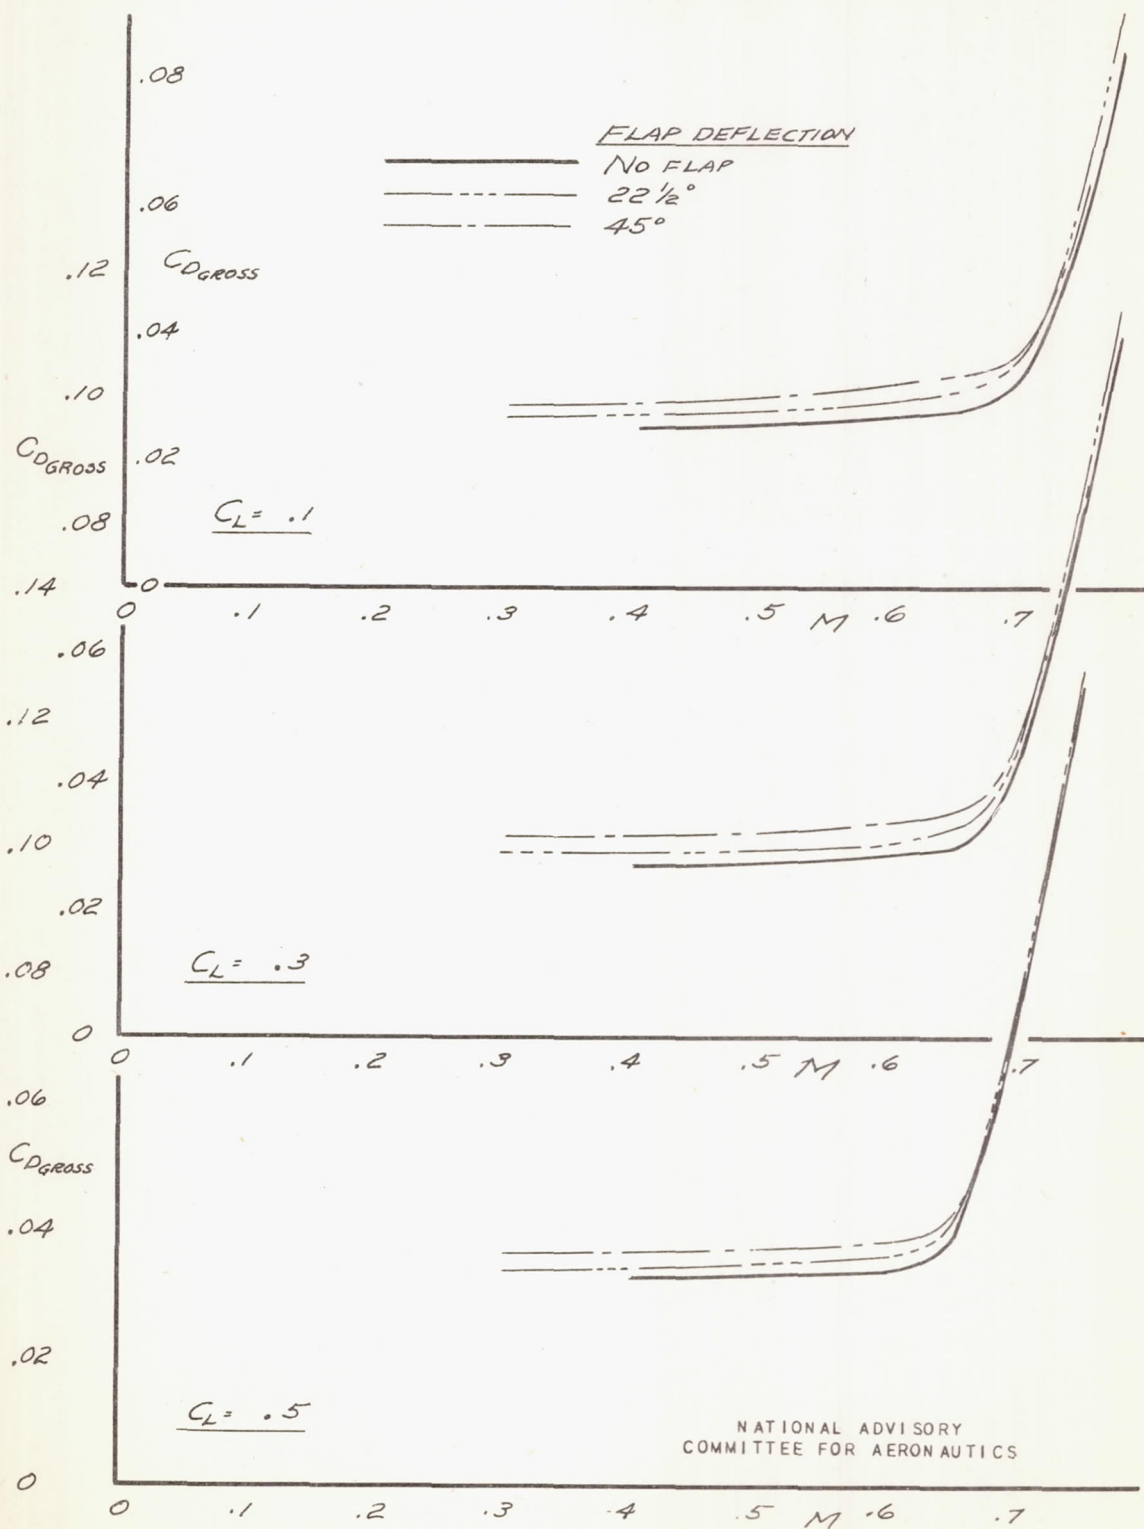 .08
FLAP DEFLECTION
NO FLAP
22 1/2°
.06
45°
.12
CDGROSS
.04
.10
CDGROSS
.02
CL= .1
.08
.14
0
0 .1 .2 .3 .4 .5 M .6 .7
.06
.12
.04
.10
.02
CL= .3
.08
0
0 .1 .2 .3 .4 .5 M .6 .7
.06
CDGROSS
.04
.02
CL= .5
NATIONAL ADVISORY
COMMITTEE FOR AERONAUTICS
0
0 .1 .2 .3 .4 .5 M .6 .7